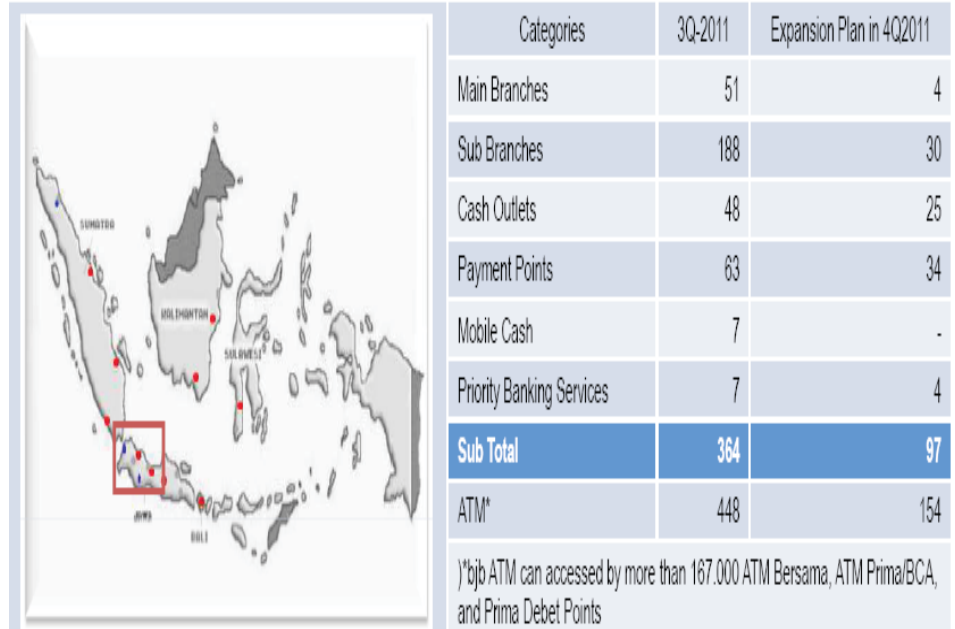 SUMATRA
KALIMANTAN
SULAWESI
JAWA
BALI
Categories 3Q-2011 Expansion Plan in 4Q2011
Main Branches 51 4
Sub Branches 188 30
Cash Outlets 48 25
Payment Points 63 34
Mobile Cash 7 -
Priority Banking Services 7 4
Sub Total 364 97
ATM* 448 154
)*bjb ATM can accessed by more than 167.000 ATM Bersama, ATM Prima/BCA,
and Prima Debet Points